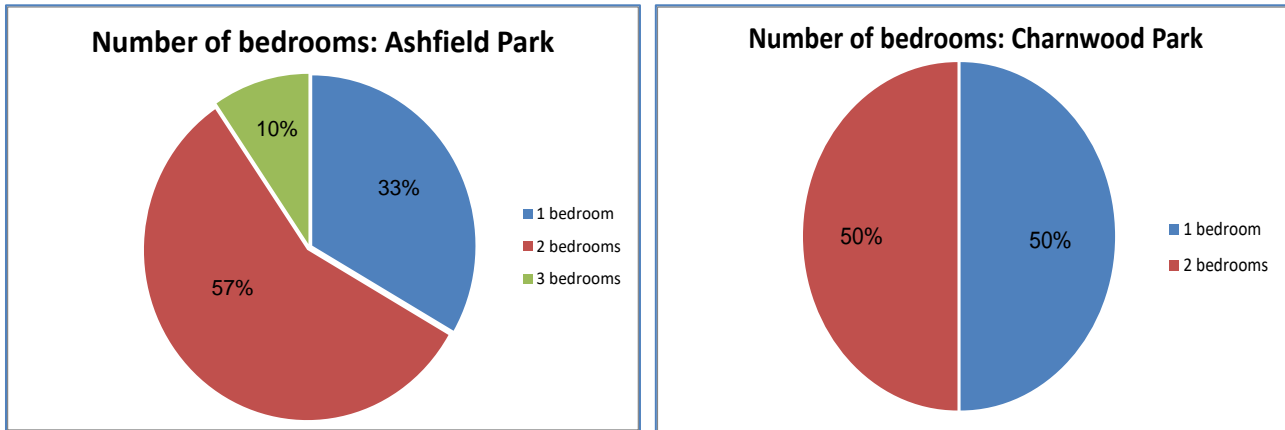 Number of bedrooms: Ashfield Park
10%
33%
57%
1 bedroom
2 bedrooms
3 bedrooms
Number of bedrooms: Charnwood Park
50%
50%
1 bedroom
2 bedrooms